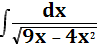 ∫ dx / √(9x − 4x²)